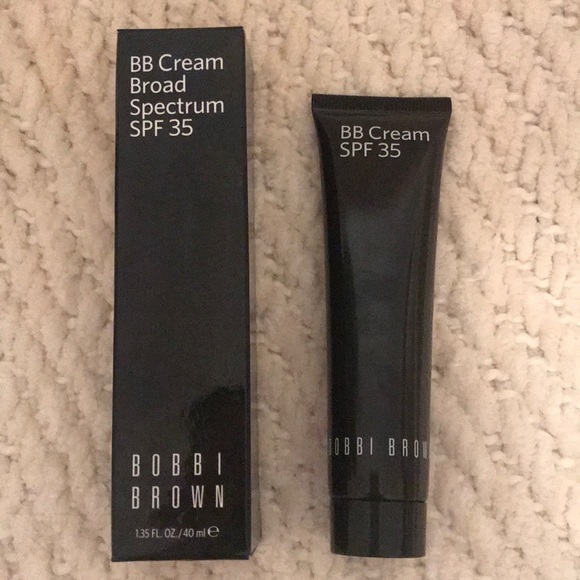 BB Cream
Broad
Spectrum
SPF 35
BOBBI
BROWN
1.35 FL. OZ./40 ml ℮
BB Cream
SPF 35
BOBBI BROW